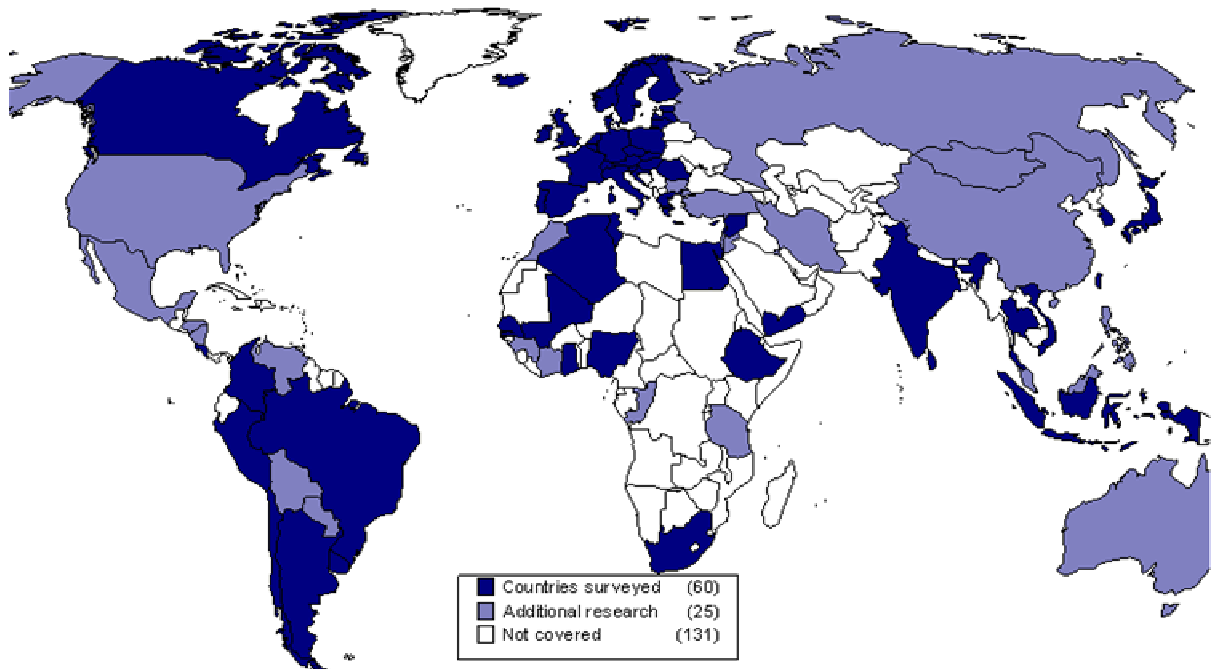 Countries surveyed (60)
Additional research (25)
Not covered (131)